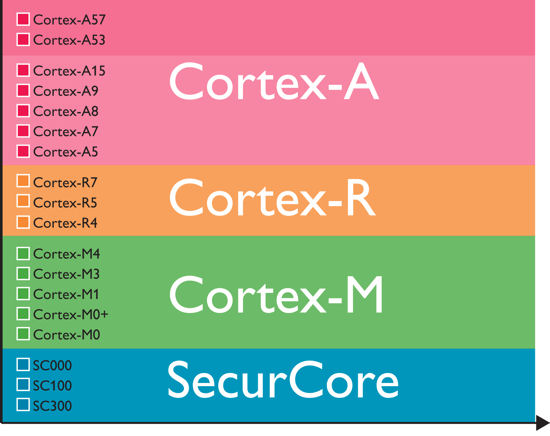 Cortex-A57
Cortex-A53
Cortex-A15
Cortex-A9
Cortex-A8
Cortex-A7
Cortex-A5
Cortex-A
Cortex-R7
Cortex-R5
Cortex-R4
Cortex-R
Cortex-M4
Cortex-M3
Cortex-M1
Cortex-M0+
Cortex-M0
Cortex-M
SC000
SC100
SC300
SecurCore